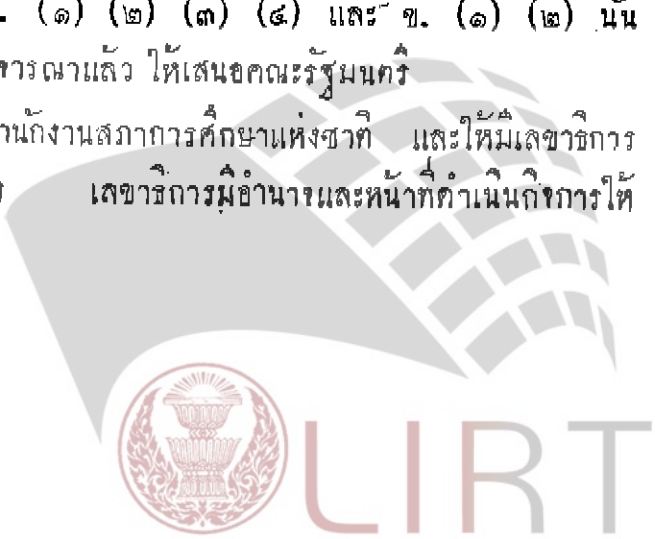 . (๑) (๒) (๓) (๔) และ ข. (๑) (๒) นั้น
จารณาแล้ว ให้เสนอคณะรัฐมนตรี
านักงานสภาการศึกษาแห่งชาติ และให้มีเลขาธิการ
เลขาธิการมีอำนาจและหน้าที่ดำเนินกิจการให้
LIRT